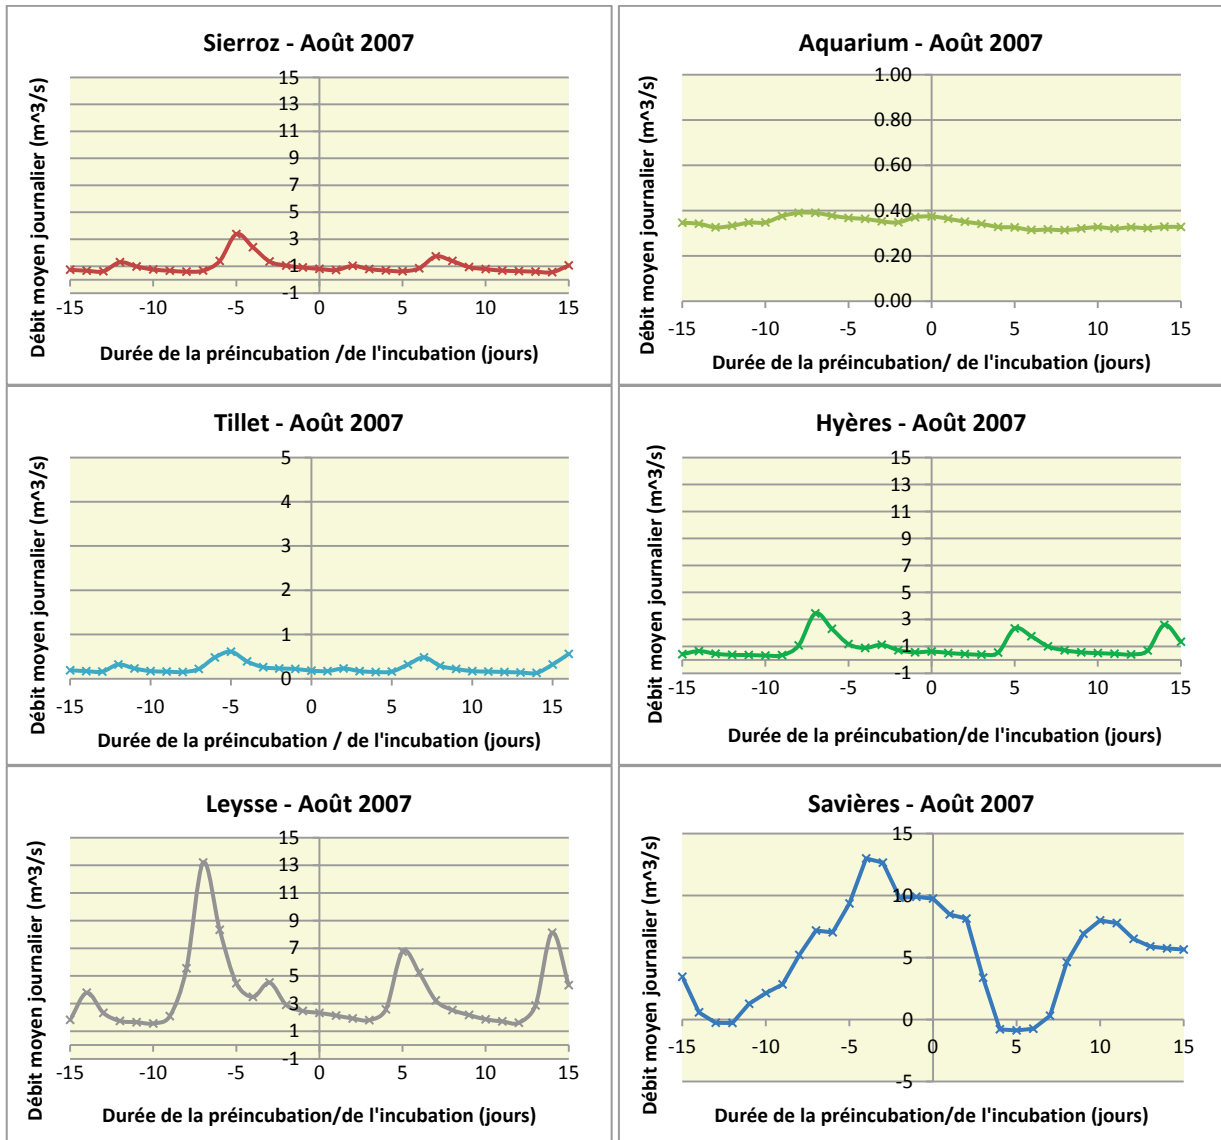 Sierroz - Août 2007
Débit moyen journalier (m^3/s)
15
13
11
9
7
5
3
1
-1
-15 -10 -5 0 5 10 15
Durée de la préincubation /de l'incubation (jours)
Aquarium - Août 2007
Débit moyen journalier (m^3/s)
1.00
0.80
0.60
0.40
0.20
0.00
-15 -10 -5 0 5 10 15
Durée de la préincubation/ de l'incubation (jours)
Tillet - Août 2007
Débit moyen journalier (m^3/s)
5
4
3
2
1
0
-15 -10 -5 0 5 10 15
Durée de la préincubation / de l'incubation (jours)
Hyères - Août 2007
Débit moyen journalier (m^3/s)
15
13
11
9
7
5
3
1
-1
-15 -10 -5 0 5 10 15
Durée de la préincubation/de l'incubation (jours)
Leysse - Août 2007
Débit moyen journalier (m^3/s)
15
13
11
9
7
5
3
1
-1
-15 -10 -5 0 5 10 15
Durée de la préincubation/de l'incubation (jours)
Savières - Août 2007
Débit moyen journalier (m^3/s)
15
10
5
0
-5
-15 -10 -5 0 5 10 15
Durée de la préincubation/de l'incubation (jours)